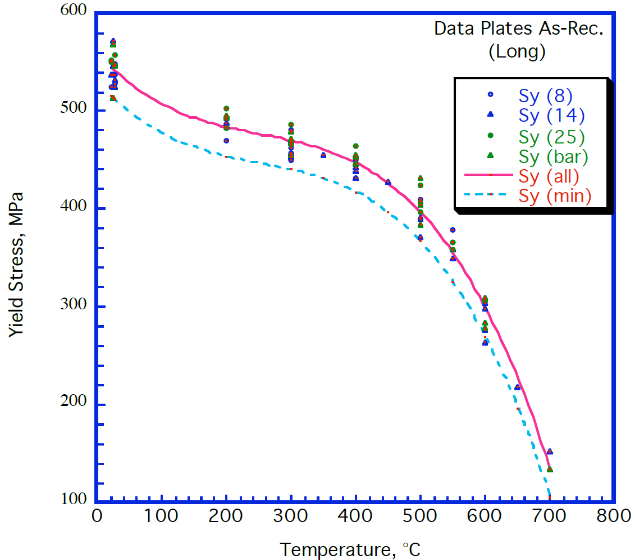 Data Plates As-Rec.
(Long)
Sy (8)
Sy (14)
Sy (25)
Sy (bar)
Sy (all)
Sy (min)
Yield Stress, MPa
600
500
400
300
200
100
0 100 200 300 400 500 600 700 800
Temperature, °C